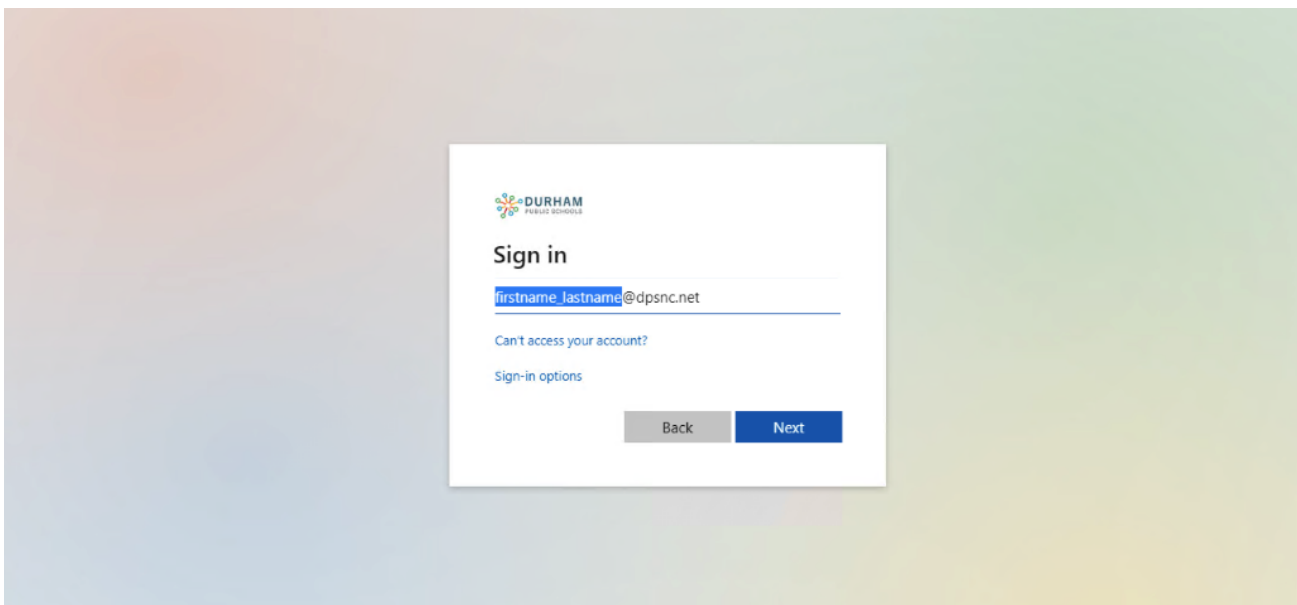 DURHAM
PUBLIC SCHOOLS
Sign in
firstname_lastname@dpsnc.net
Can't access your account?
Sign-in options
Back Next